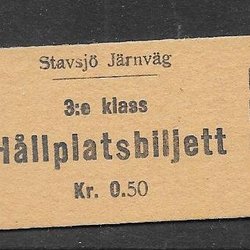 Stavsjö Järnväg
3:e klass
Hållplatsbiljett
Kr. 0.50